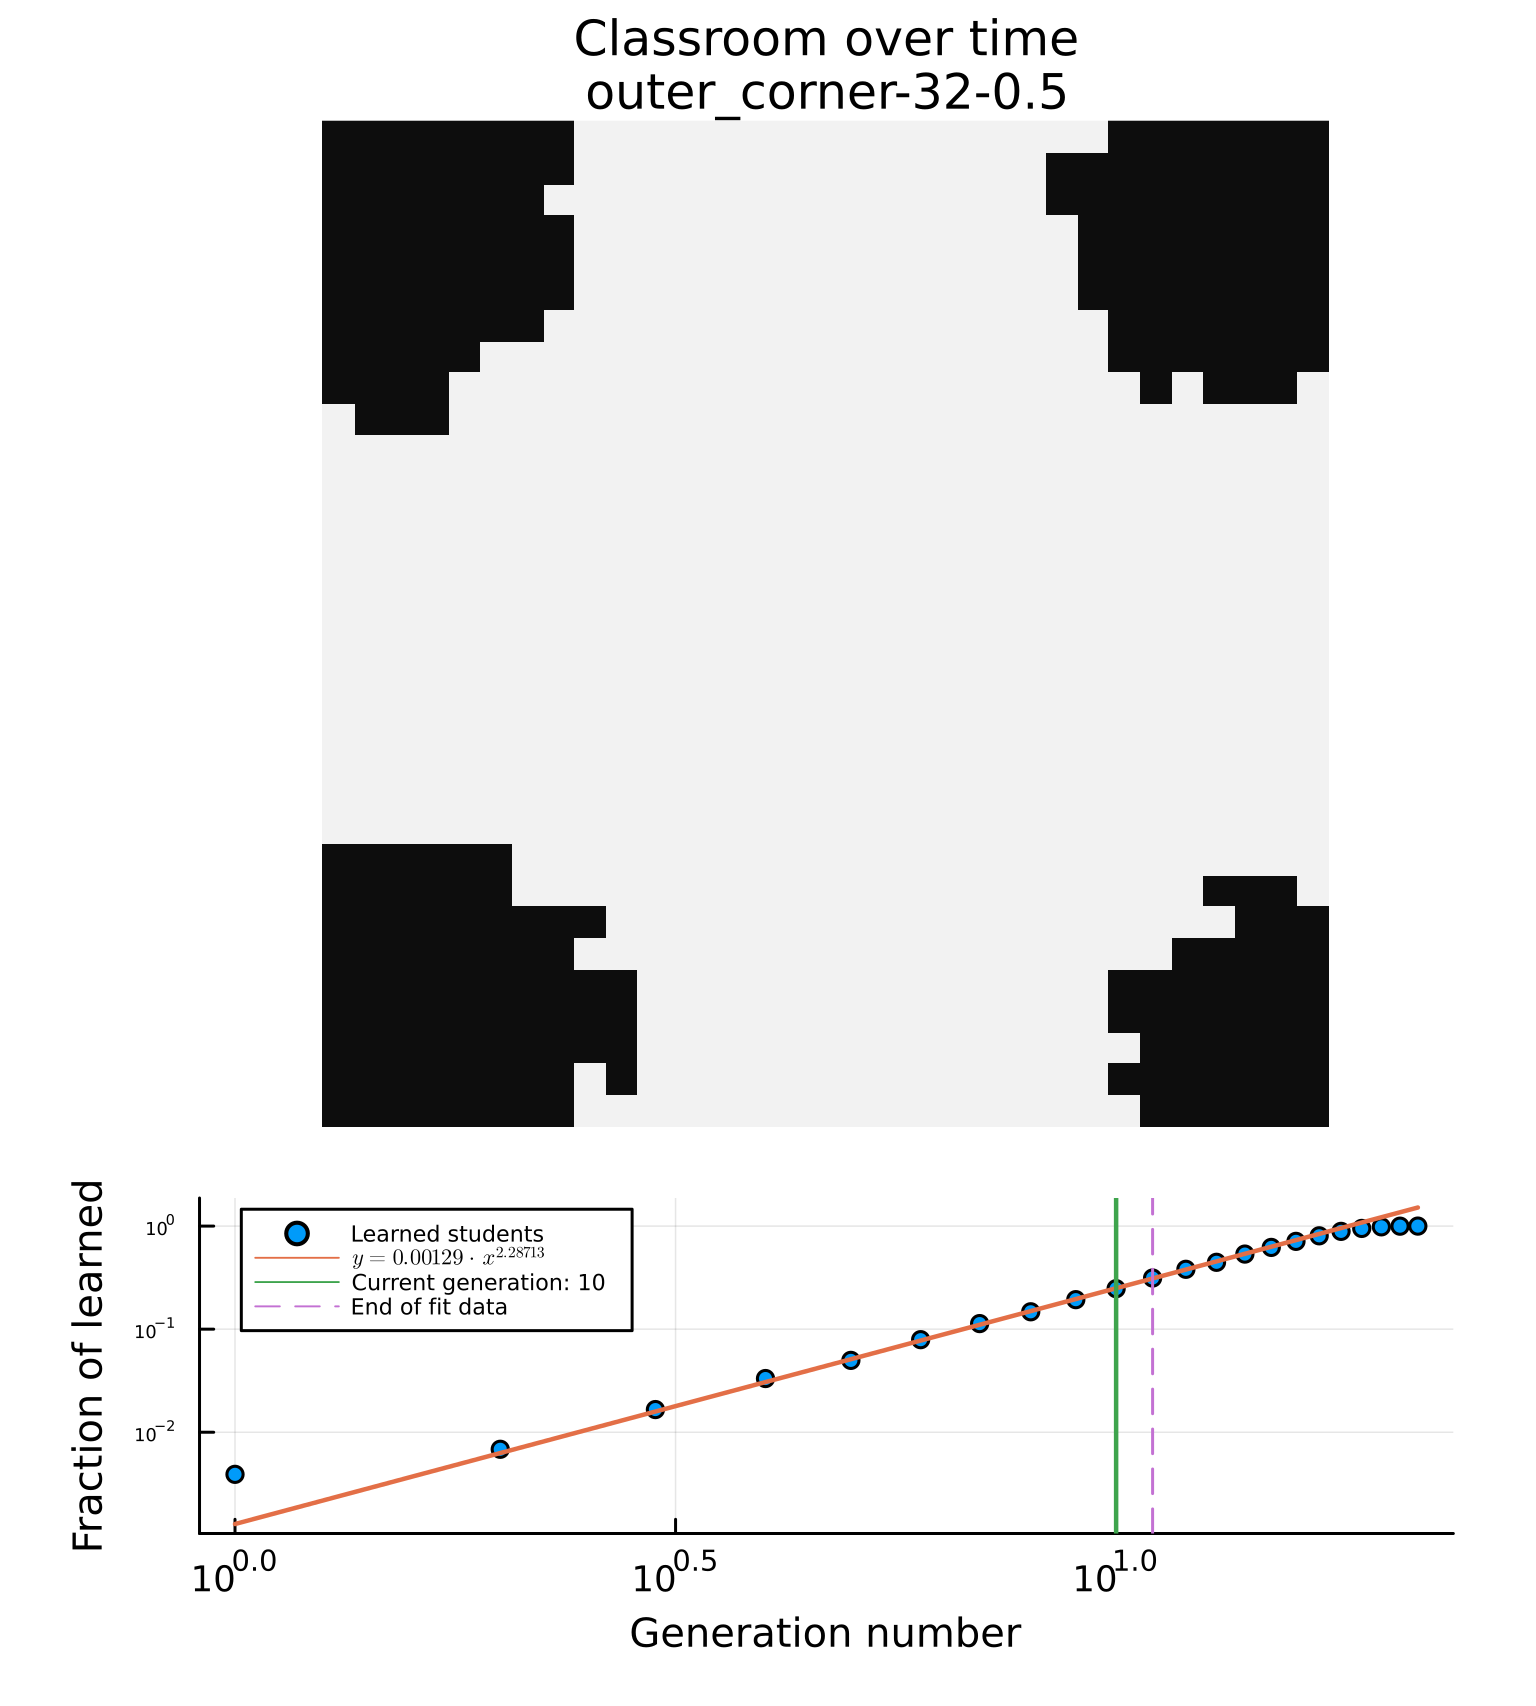 Classroom over time
outer_corner-32-0.5
Fraction of learned
10⁰
10⁻¹
10⁻²
Learned students
y = 0.00129 · x^2.28713
Current generation: 10
End of fit data
10^0.0
10^0.5
10^1.0
Generation number